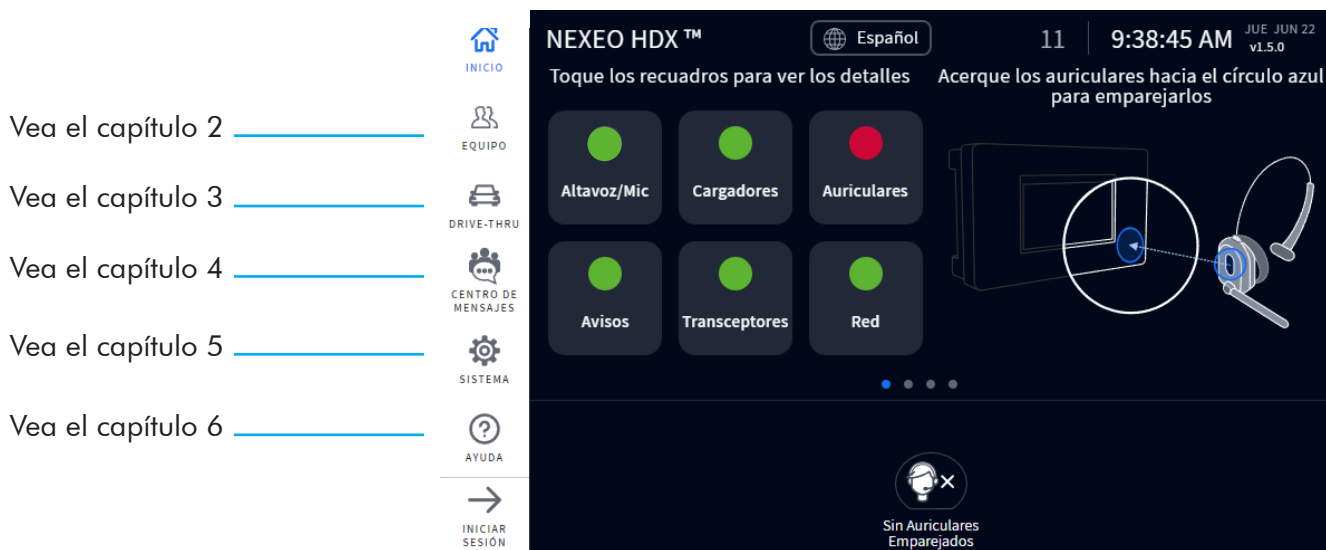 Vea el capítulo 2
Vea el capítulo 3
Vea el capítulo 4
Vea el capítulo 5
Vea el capítulo 6
INICIO
EQUIPO
DRIVE-THRU
CENTRO DE
MENSAJES
SISTEMA
AYUDA
INICIAR
SESIÓN
NEXEO HDX ™
Español
11
9:38:45 AM
JUE JUN 22
v1.5.0
Toque los recuadros para ver los detalles
Altavoz/Mic
Cargadores
Auriculares
Avisos
Transceptores
Red
Acerque los auriculares hacia el círculo azul
para emparejarlos
Sin Auriculares
Emparejados